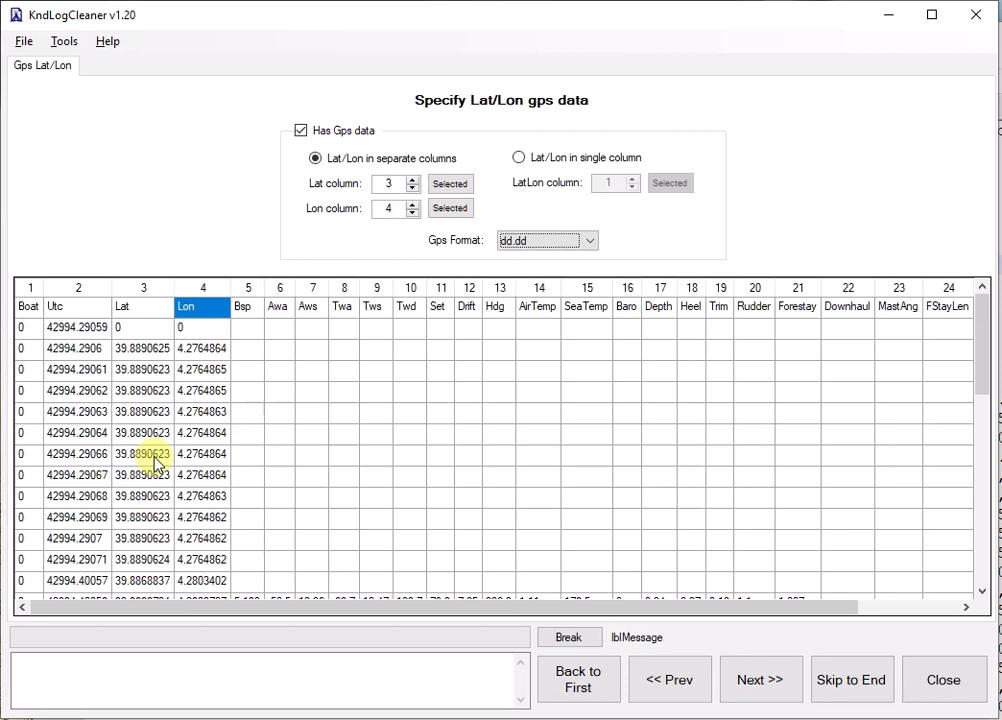 KndLogCleaner v1.20
File Tools Help
Gps Lat/Lon
Specify Lat/Lon gps data
Has Gps data
Lat/Lon in separate columns Lat/Lon in single column
Lat column: 3 Selected LatLon column: 1 Selected
Lon column: 4 Selected
Gps Format: dd.dd
1 2 3 4 5 6 7 8 9 10 11 12 13 14 15 16 17 18 19 20 21 22 23 24
Boat Utc Lat Lon Bsp Awa Aws Twa Tws Twd Set Drift Hdg AirTemp SeaTemp Baro Depth Heel Trim Rudder Forestay Downhaul MastAng FStayLen
0 42994.29059 0 0
0 42994.2906 39.8890625 4.2764864
0 42994.29061 39.8890623 4.2764865
0 42994.29062 39.8890623 4.2764865
0 42994.29063 39.8890623 4.2764863
0 42994.29064 39.8890623 4.2764864
0 42994.29066 39.8890623 4.2764864
0 42994.29067 39.8890623 4.2764864
0 42994.29068 39.8890623 4.2764863
0 42994.29069 39.8890623 4.2764862
0 42994.2907 39.8890623 4.2764862
0 42994.29071 39.8890624 4.2764862
0 42994.40057 39.8868837 4.2803402
Break lblMessage
Back to First << Prev Next >> Skip to End Close